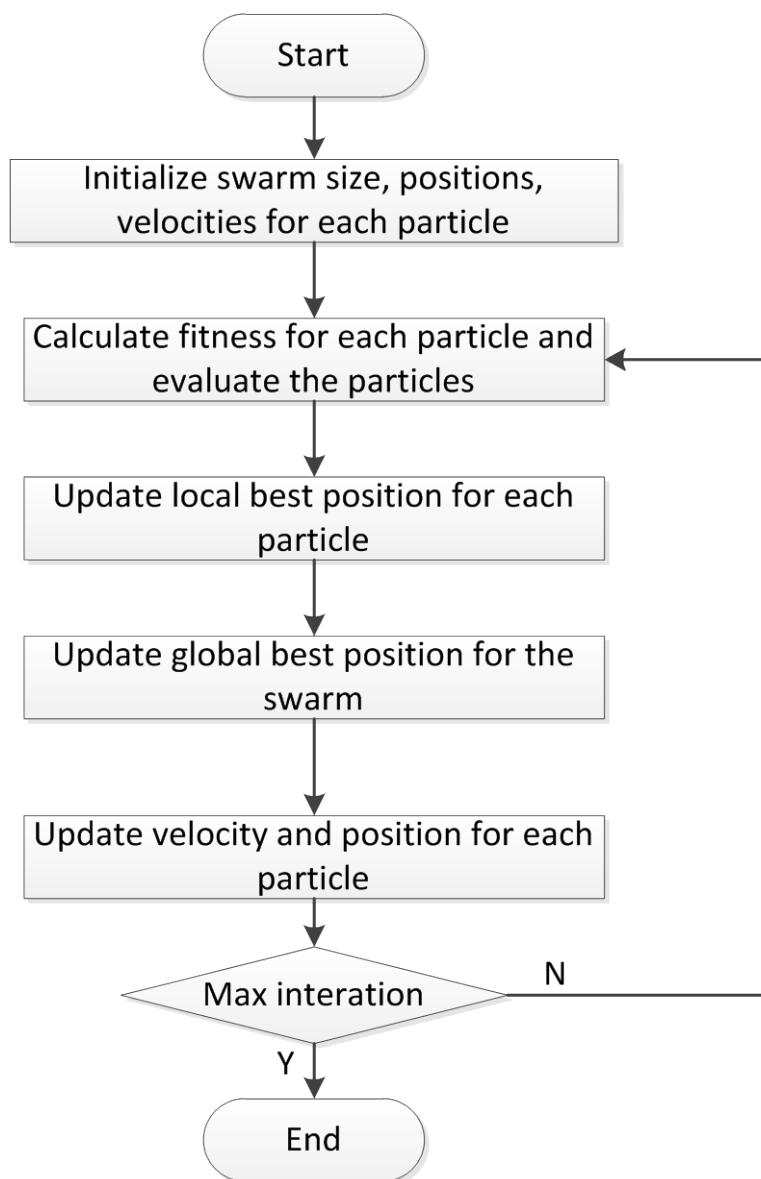 Start
Initialize swarm size, positions,
velocities for each particle
Calculate fitness for each particle and
evaluate the particles
Update local best position for each
particle
Update global best position for the
swarm
Update velocity and position for each
particle
Max interation
N
Y
End